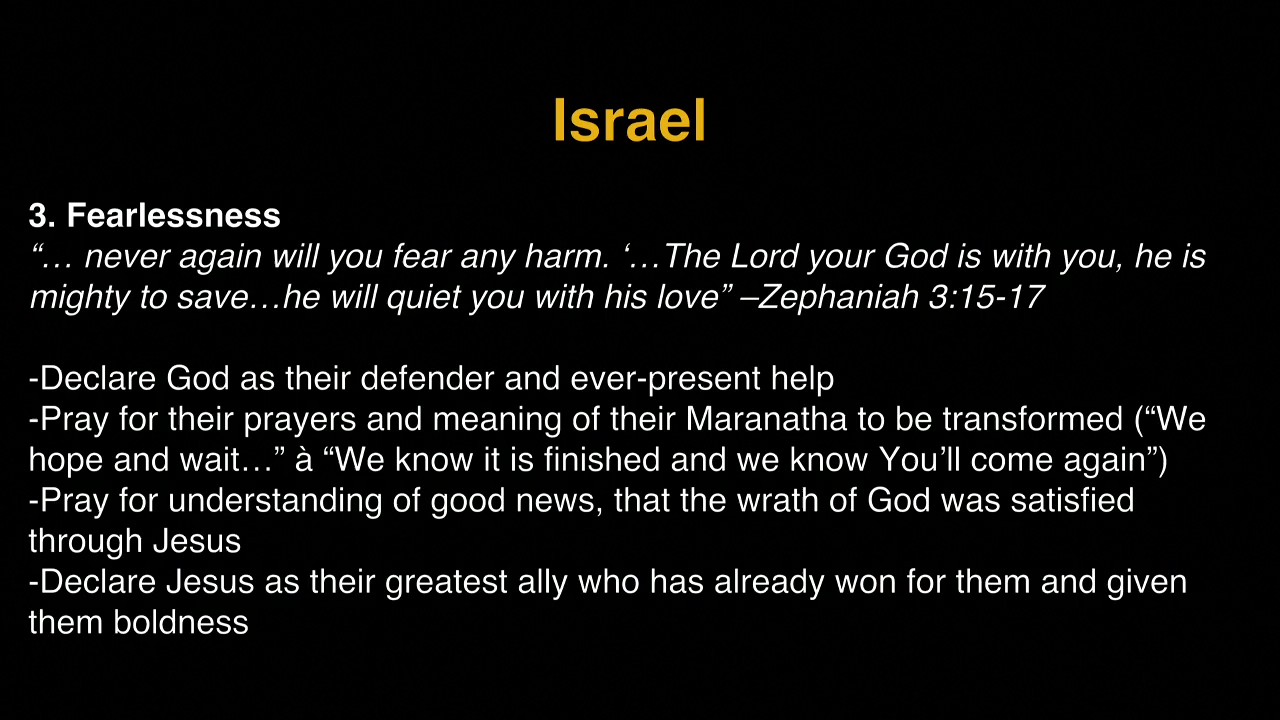 Israel
3. Fearlessness
“… never again will you fear any harm. ‘…The Lord your God is with you, he is
mighty to save…he will quiet you with his love” –Zephaniah 3:15-17
-Declare God as their defender and ever-present help
-Pray for their prayers and meaning of their Maranatha to be transformed (“We
hope and wait…” à “We know it is finished and we know You’ll come again”)
-Pray for understanding of good news, that the wrath of God was satisfied
through Jesus
-Declare Jesus as their greatest ally who has already won for them and given
them boldness